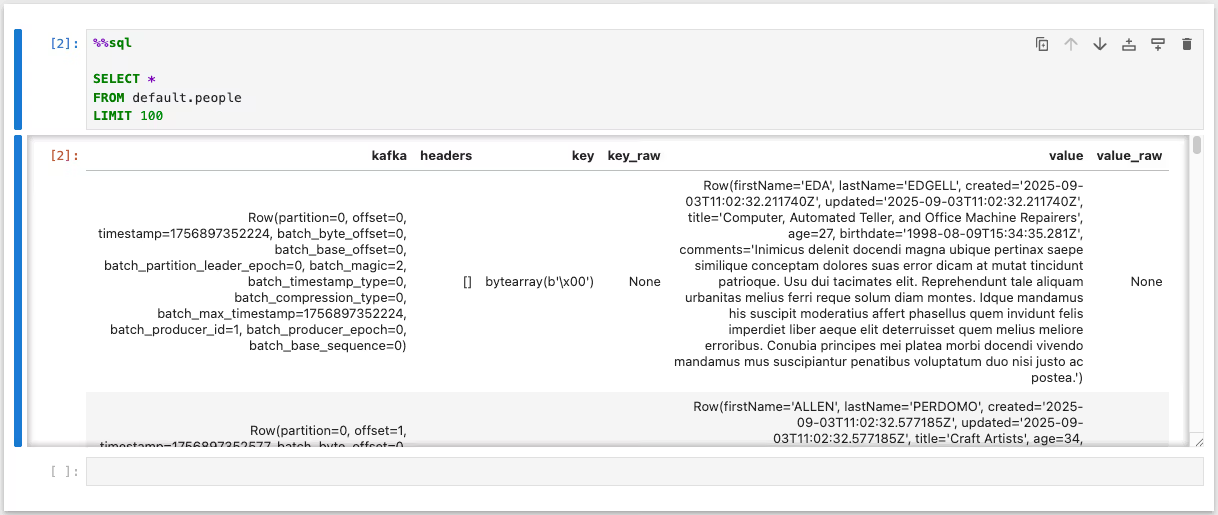 [2]:
%%sql
SELECT *
FROM default.people
LIMIT 100
[2]:
kafka headers key key_raw value value_raw
Row(partition=0, offset=0,
timestamp=1756897352224, batch_byte_offset=0,
batch_base_offset=0,
batch_partition_leader_epoch=0, batch_magic=2,
batch_timestamp_type=0,
batch_compression_type=0,
batch_max_timestamp=1756897352224,
batch_producer_id=1, batch_producer_epoch=0,
batch_base_sequence=0)
[]
bytearray(b'\x00')
None
Row(firstName='EDA', lastName='EDGELL', created='2025-09-
03T11:02:32.211740Z', updated='2025-09-03T11:02:32.211740Z',
title='Computer, Automated Teller, and Office Machine Repairers',
age=27, birthdate='1998-08-09T15:34:35.281Z',
comments='Inimicus delenit docendi magna ubique pertinax saepe
similique conceptam dolores suas error dicam at mutat tincidunt
patrioque. Usu dui tacimates elit. Reprehendunt tale aliquam
urbanitas melius ferri reque solum diam montes. Idque mandamus
his suscipit moderatius affert phasellus quem invidunt felis
imperdiet liber aeque elit deterruisset quem melius meliore
erroribus. Conubia principes mei platea morbi docendi vivendo
mandamus mus suscipiantur penatibus voluptatum duo nisi justo ac
postea.')
None
Row(partition=0, offset=1,
timestamp=1756897352577, batch_byte_offset=0,
Row(firstName='ALLEN', lastName='PERDOMO', created='2025-
09-03T11:02:32.577185Z', updated='2025-09-
03T11:02:32.577185Z', title='Craft Artists', age=34,
[ ]: